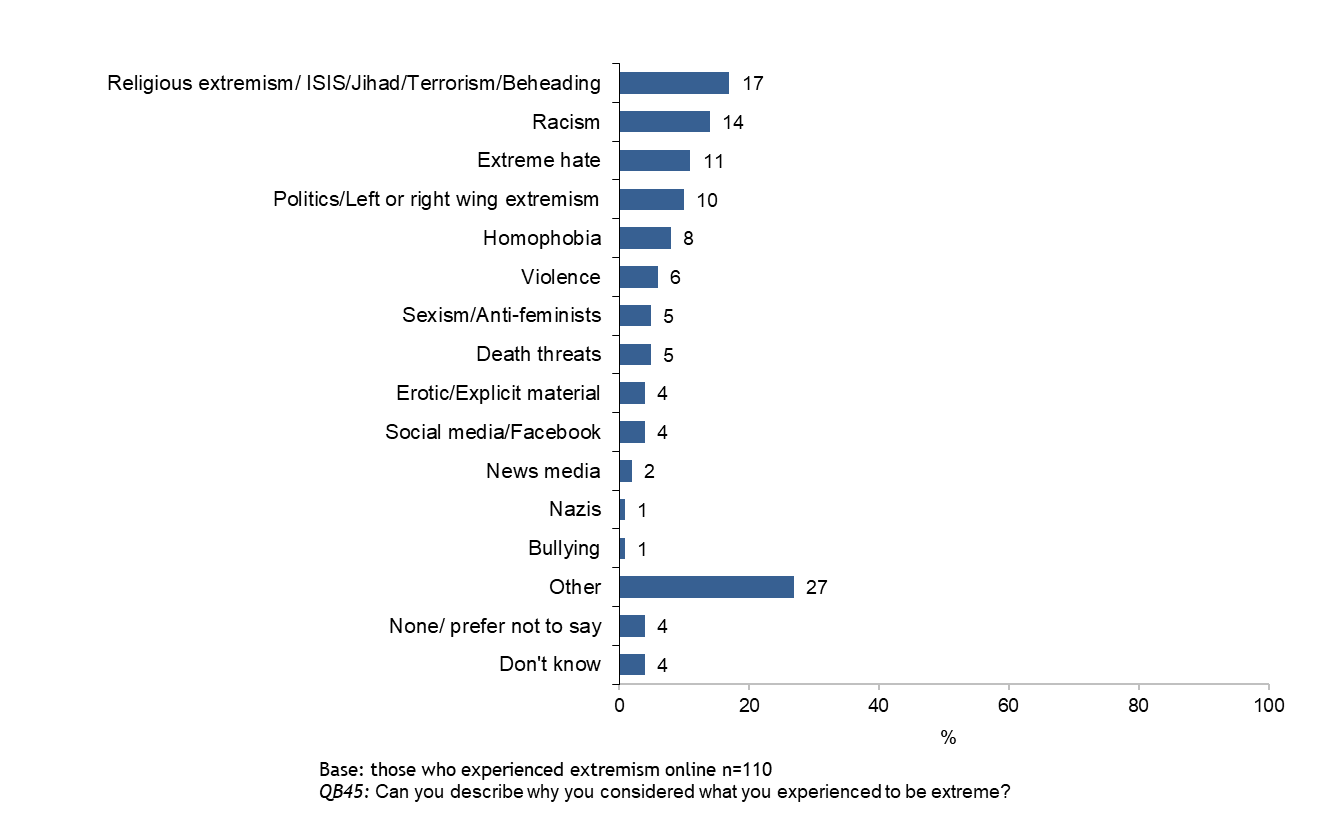 Religious extremism/ ISIS/Jihad/Terrorism/Beheading 17
Racism 14
Extreme hate 11
Politics/Left or right wing extremism 10
Homophobia 8
Violence 6
Sexism/Anti-feminists 5
Death threats 5
Erotic/Explicit material 4
Social media/Facebook 4
News media 2
Nazis 1
Bullying 1
Other 27
None/ prefer not to say 4
Don't know 4
0 20 40 60 80 100
%
Base: those who experienced extremism online n=110
QB45: Can you describe why you considered what you experienced to be extreme?